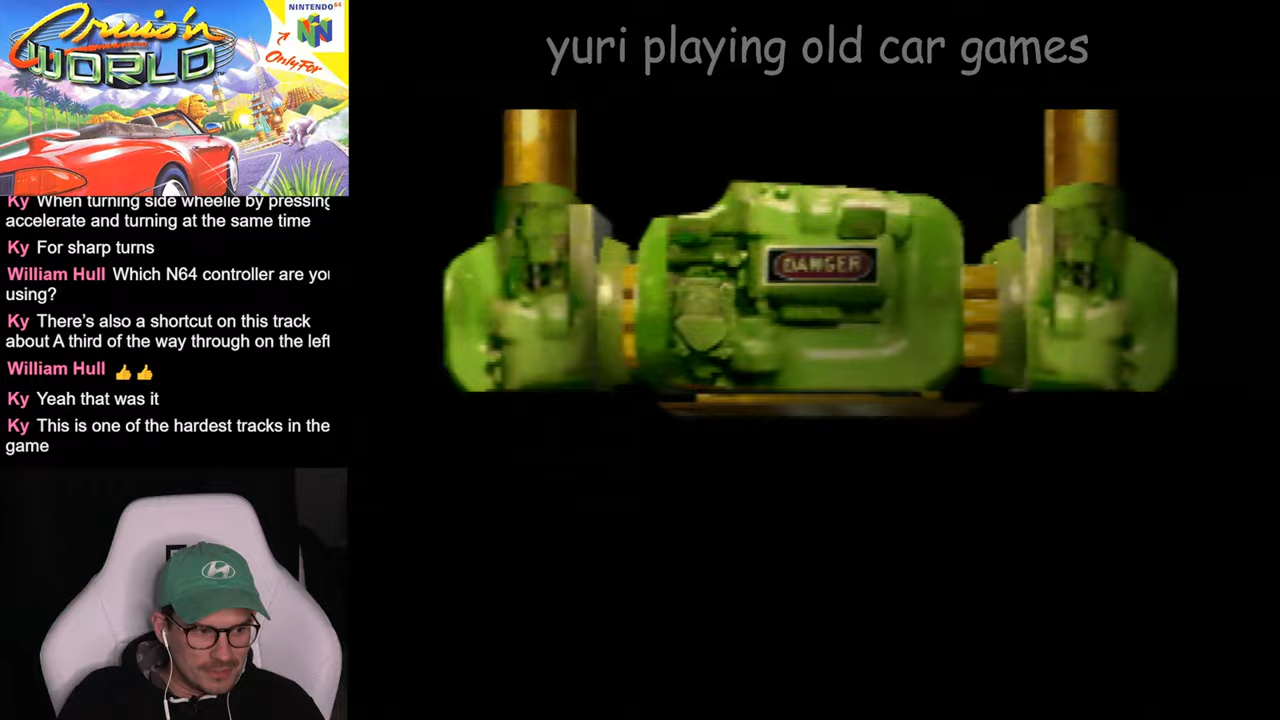 NINTENDO 64
Cruis'n
WORLD
Only For
yuri playing old car games
Ky When turning side wheelie by pressing
accelerate and turning at the same time
Ky For sharp turns
William Hull Which N64 controller are you
using?
Ky There's also a shortcut on this track
about A third of the way through on the left
William Hull 👍👍
Ky Yeah that was it
Ky This is one of the hardest tracks in the
game
DANGER